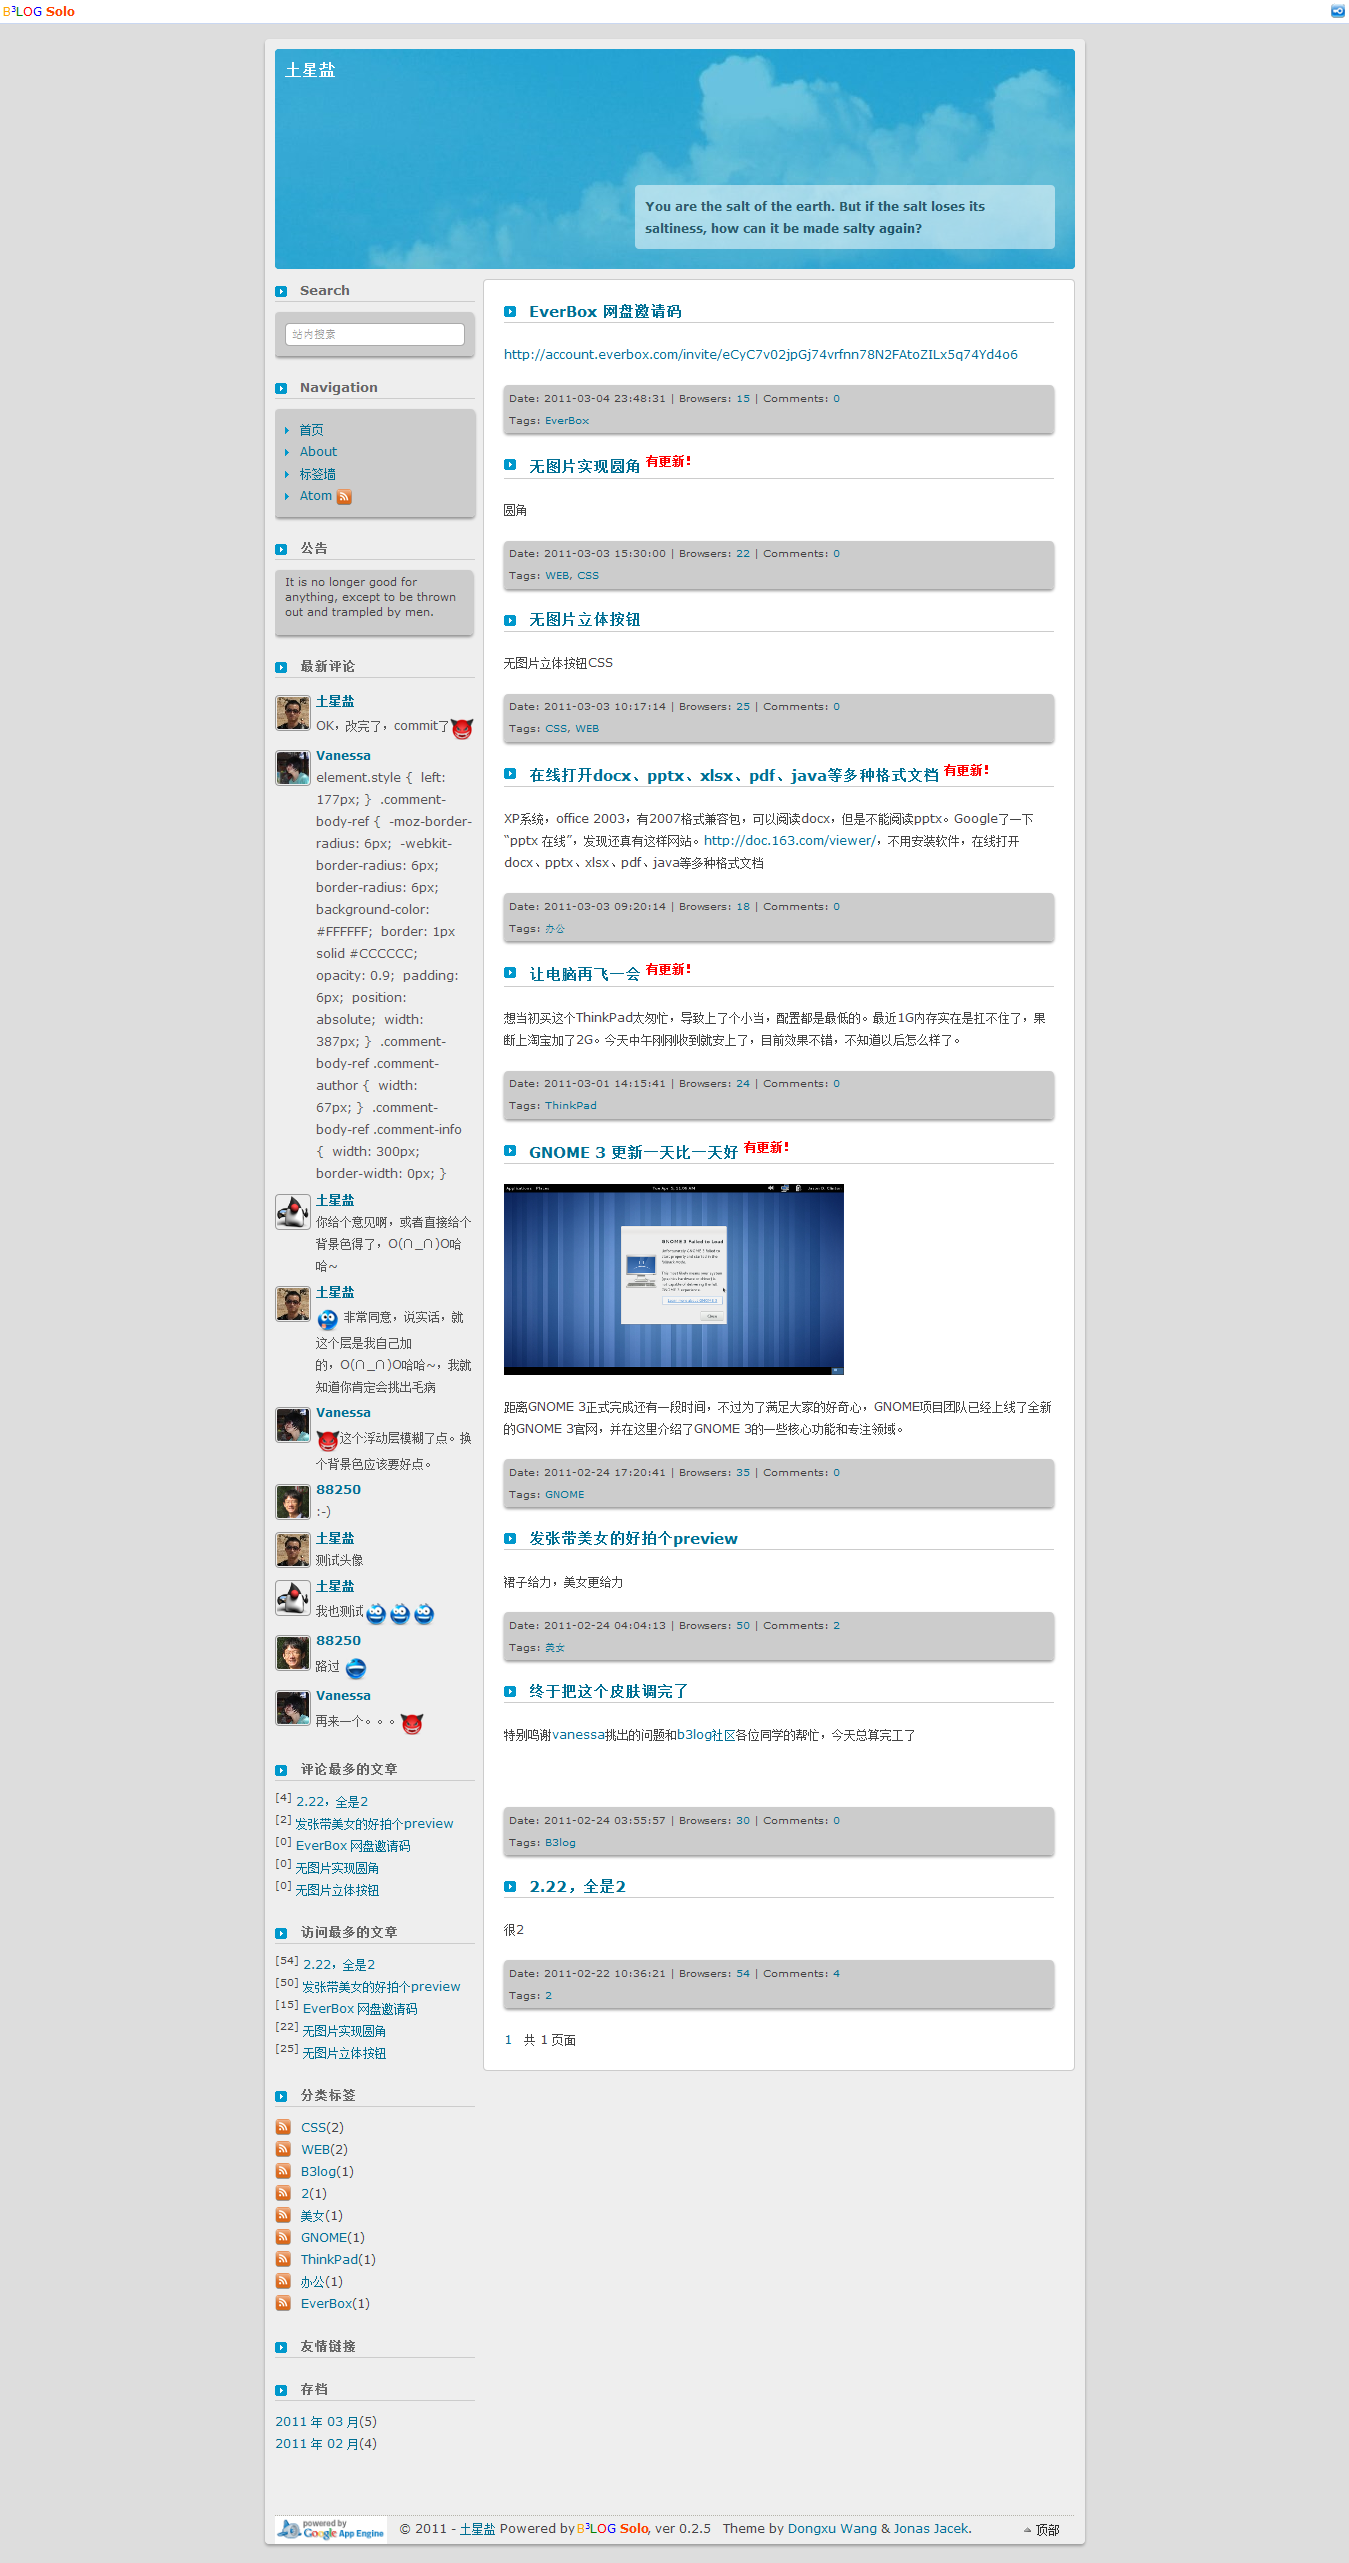 B³LOG Solo
土星盐
You are the salt of the earth. But if the salt loses its
saltiness, how can it be made salty again?
Search
站内搜索
Navigation
首页
About
标签墙
Atom
公告
It is no longer good for
anything, except to be thrown
out and trampled by men.
最新评论
土星盐
OK，改完了，commit了
Vanessa
element.style {  left:
177px; }  .comment-
body-ref {  -moz-border-
radius: 6px;  -webkit-
border-radius: 6px;
background-color:
#FFFFFF;  border: 1px
solid #CCCCCC;
opacity: 0.9;  padding:
6px;  position:
absolute;  width:
387px; }  .comment-
body-ref .comment-
author {  width:
67px; }  .comment-
body-ref .comment-info
{  width: 300px;
border-width: 0px; }
土星盐
你给个意见啊，或者直接给个
背景色得了，O(∩_∩)O哈
哈~
土星盐
非常同意，说实话，就
这个层是我自己加
的，O(∩_∩)O哈哈~，我就
知道你肯定会挑出毛病
Vanessa
这个浮动层模糊了点。换
个背景色应该要好点。
88250
:-)
土星盐
测试头像
土星盐
我也测试
88250
路过
Vanessa
再来一个。。。
评论最多的文章
[4] 2.22，全是2
[2] 发张带美女的好拍个preview
[0] EverBox 网盘邀请码
[0] 无图片实现圆角
[0] 无图片立体按钮
访问最多的文章
[54] 2.22，全是2
[50] 发张带美女的好拍个preview
[15] EverBox 网盘邀请码
[22] 无图片实现圆角
[25] 无图片立体按钮
分类标签
CSS(2)
WEB(2)
B3log(1)
2(1)
美女(1)
GNOME(1)
ThinkPad(1)
办公(1)
EverBox(1)
友情链接
存档
2011 年 03 月(5)
2011 年 02 月(4)
EverBox 网盘邀请码
http://account.everbox.com/invite/eCyC7v02jpGj74vrfnn78N2FAtoZILx5q74Yd4o6
Date: 2011-03-04 23:48:31 | Browsers: 15 | Comments: 0
Tags: EverBox
无图片实现圆角 有更新!
圆角
Date: 2011-03-03 15:30:00 | Browsers: 22 | Comments: 0
Tags: WEB, CSS
无图片立体按钮
无图片立体按钮CSS
Date: 2011-03-03 10:17:14 | Browsers: 25 | Comments: 0
Tags: CSS, WEB
在线打开docx、pptx、xlsx、pdf、java等多种格式文档 有更新!
XP系统，office 2003，有2007格式兼容包，可以阅读docx，但是不能阅读pptx。Google了一下
“pptx 在线”，发现还真有这样网站。http://doc.163.com/viewer/，不用安装软件，在线打开
docx、pptx、xlsx、pdf、java等多种格式文档
Date: 2011-03-03 09:20:14 | Browsers: 18 | Comments: 0
Tags: 办公
让电脑再飞一会 有更新!
想当初买这个ThinkPad太匆忙，导致上了个小当，配置都是最低的。最近1G内存实在是扛不住了，果
断上淘宝加了2G。今天中午刚刚收到就安上了，目前效果不错，不知道以后怎么样了。
Date: 2011-03-01 14:15:41 | Browsers: 24 | Comments: 0
Tags: ThinkPad
GNOME 3 更新一天比一天好 有更新!
Applications Places
GNOME 3 Failed to Load
Close
距离GNOME 3正式完成还有一段时间，不过为了满足大家的好奇心，GNOME项目团队已经上线了全新
的GNOME 3官网，并在这里介绍了GNOME 3的一些核心功能和专注领域。
Date: 2011-02-24 17:20:41 | Browsers: 35 | Comments: 0
Tags: GNOME
发张带美女的好拍个preview
裙子给力，美女更给力
Date: 2011-02-24 04:04:13 | Browsers: 50 | Comments: 2
Tags: 美女
终于把这个皮肤调完了
特别鸣谢vanessa挑出的问题和b3log社区各位同学的帮忙，今天总算完工了
Date: 2011-02-24 03:55:57 | Browsers: 30 | Comments: 0
Tags: B3log
2.22，全是2
很2
Date: 2011-02-22 10:36:21 | Browsers: 54 | Comments: 4
Tags: 2
1 共 1 页面
powered by
Google App Engine
© 2011 - 土星盐 Powered by B³LOG Solo, ver 0.2.5 Theme by Dongxu Wang & Jonas Jacek.
顶部